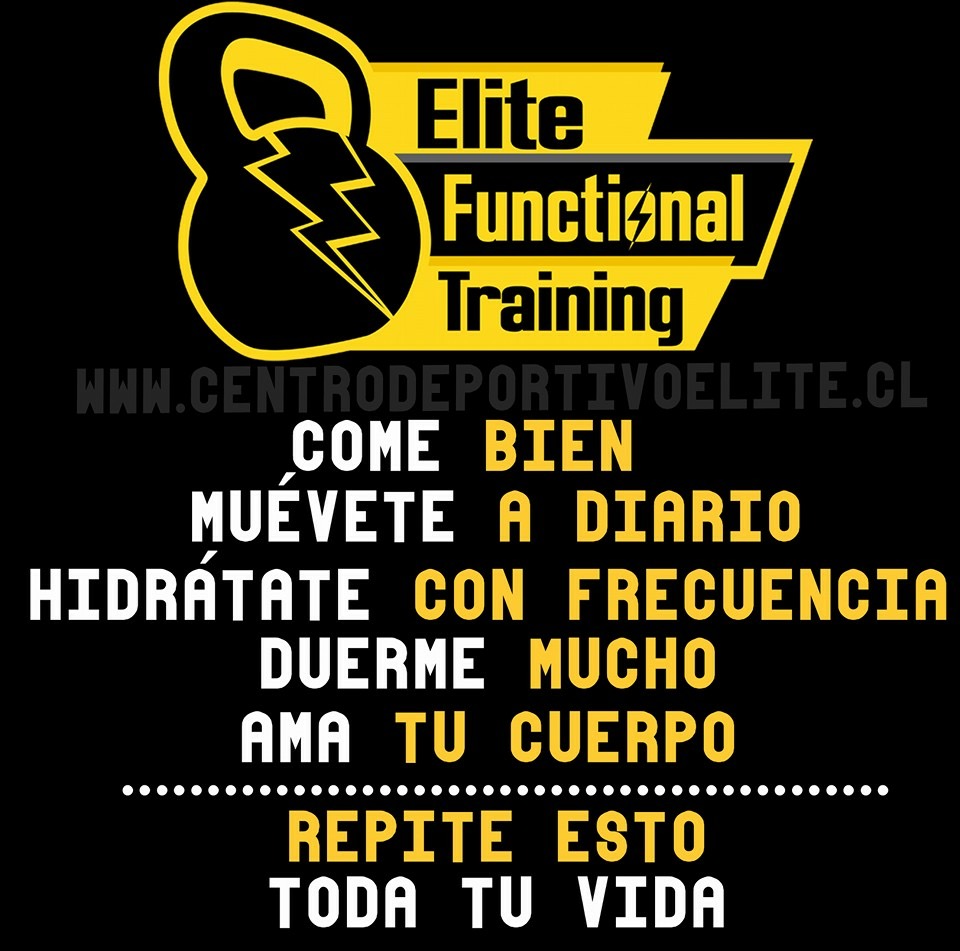 Elite
Functional
Training
WWW.CENTRODEPORTIVOELITE.CL
COME BIEN
MUÉVETE A DIARIO
HIDRÁTATE CON FRECUENCIA
DUERME MUCHO
AMA TU CUERPO
REPITE ESTO
TODA TU VIDA